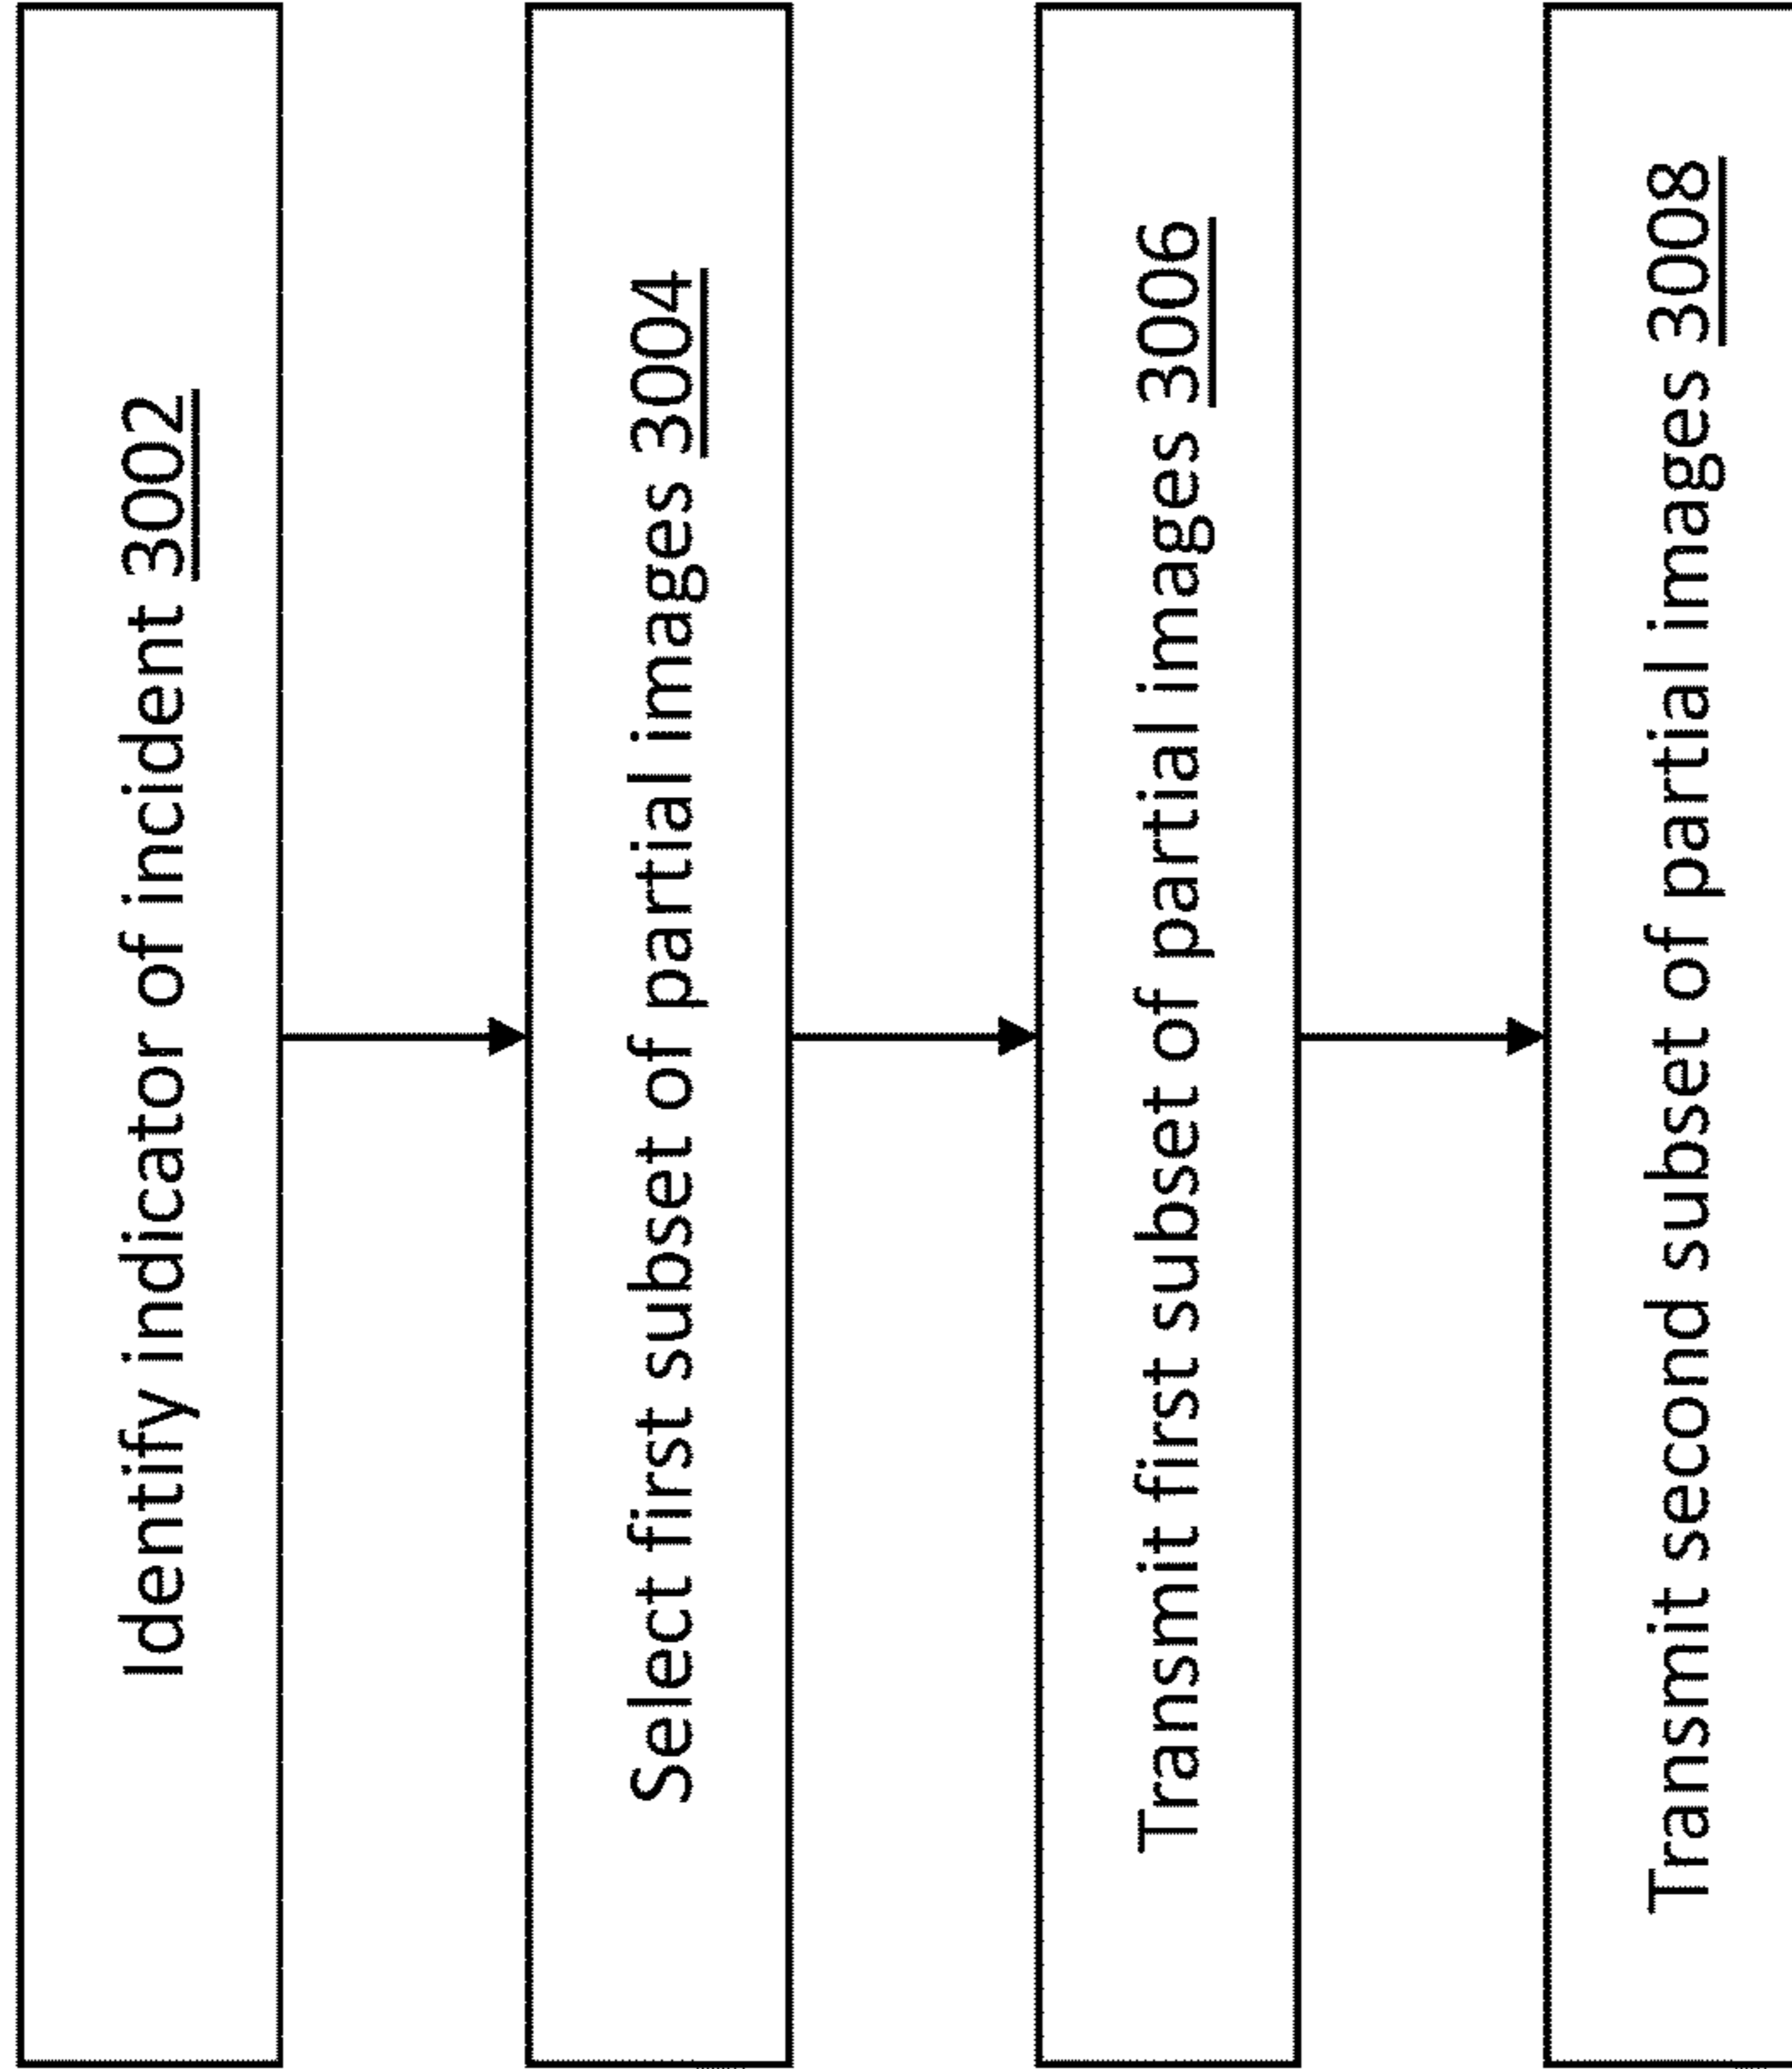 Identify indicator of incident 3002
Select first subset of partial images 3004
Transmit first subset of partial images 3006
Transmit second subset of partial images 3008